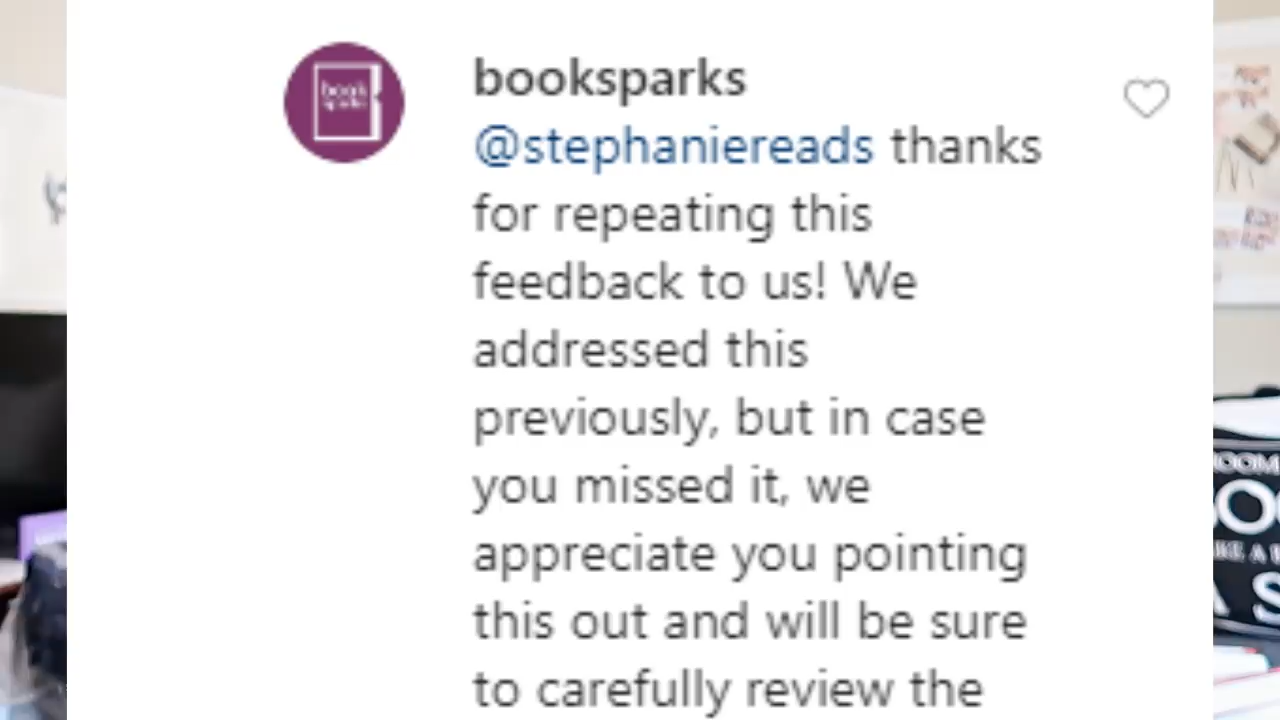 booksparks
@stephaniereads thanks
for repeating this
feedback to us! We
addressed this
previously, but in case
you missed it, we
appreciate you pointing
this out and will be sure
to carefully review the
book